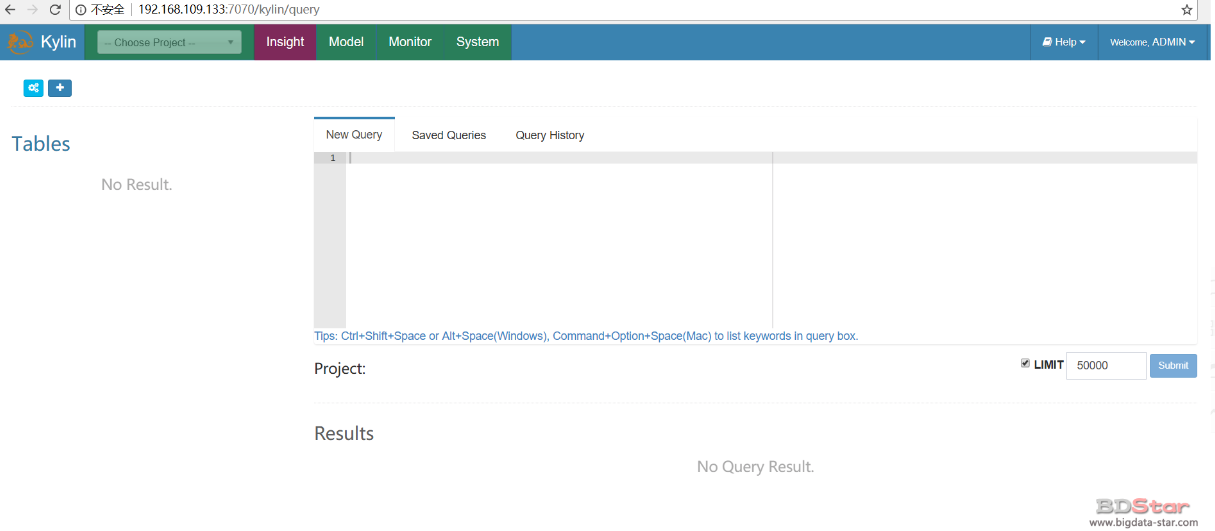 不安全 192.168.109.133:7070/kylin/query
Kylin -- Choose Project -- Insight Model Monitor System Help Welcome, ADMIN
Tables
No Result.
New Query Saved Queries Query History
1
Tips: Ctrl+Shift+Space or Alt+Space(Windows), Command+Option+Space(Mac) to list keywords in query box.
Project:
LIMIT 50000 Submit
Results
No Query Result.
BDStar
www.bigdata-star.com